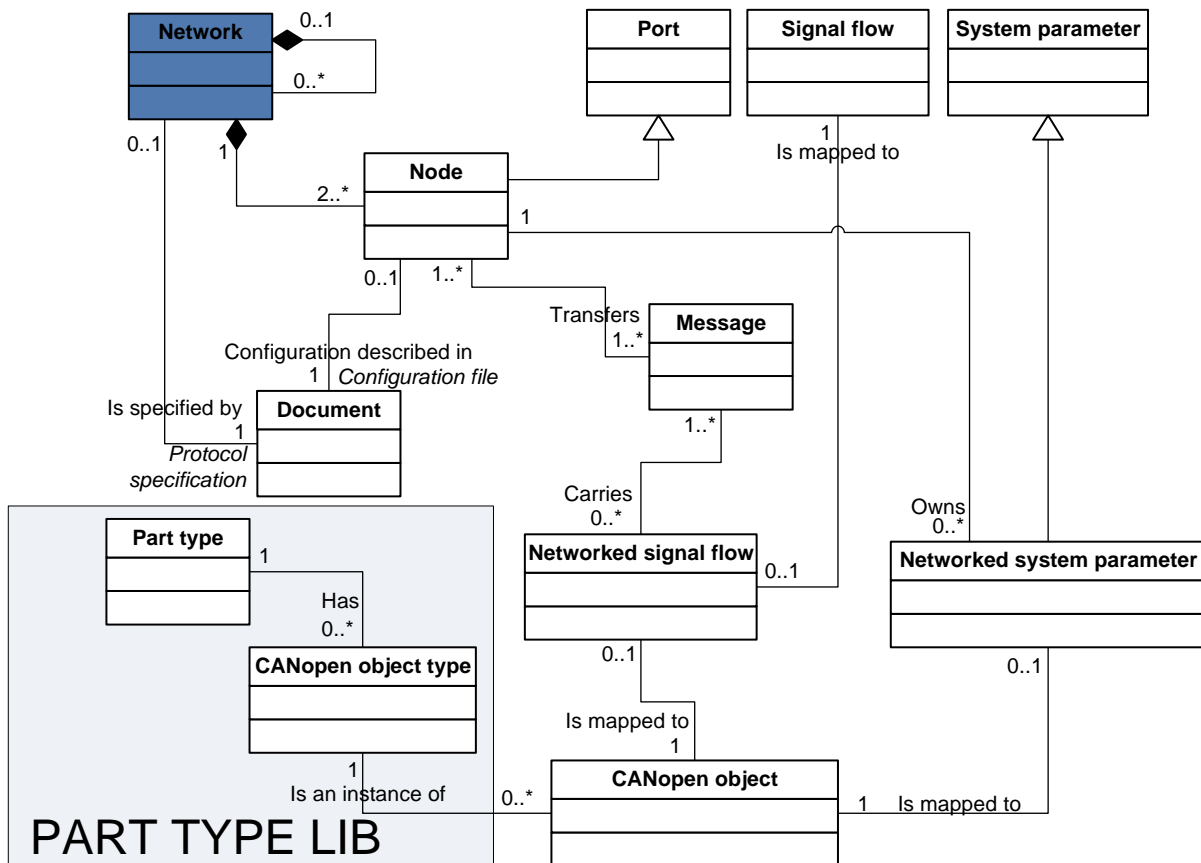 Network
0..1
0..*
0..1
1
Port
Signal flow
System parameter
1
Is mapped to
Node
2..*
1
0..1
1..*
Transfers
1..*
Message
Configuration described in
1
Configuration file
Document
Is specified by
1
Protocol
specification
1..*
Carries
0..*
Networked signal flow
0..1
Owns
0..*
Networked system parameter
Part type
1
Has
0..*
CANopen object type
0..1
0..1
Is mapped to
1
1
Is an instance of
0..*
CANopen object
1
Is mapped to
PART TYPE LIB